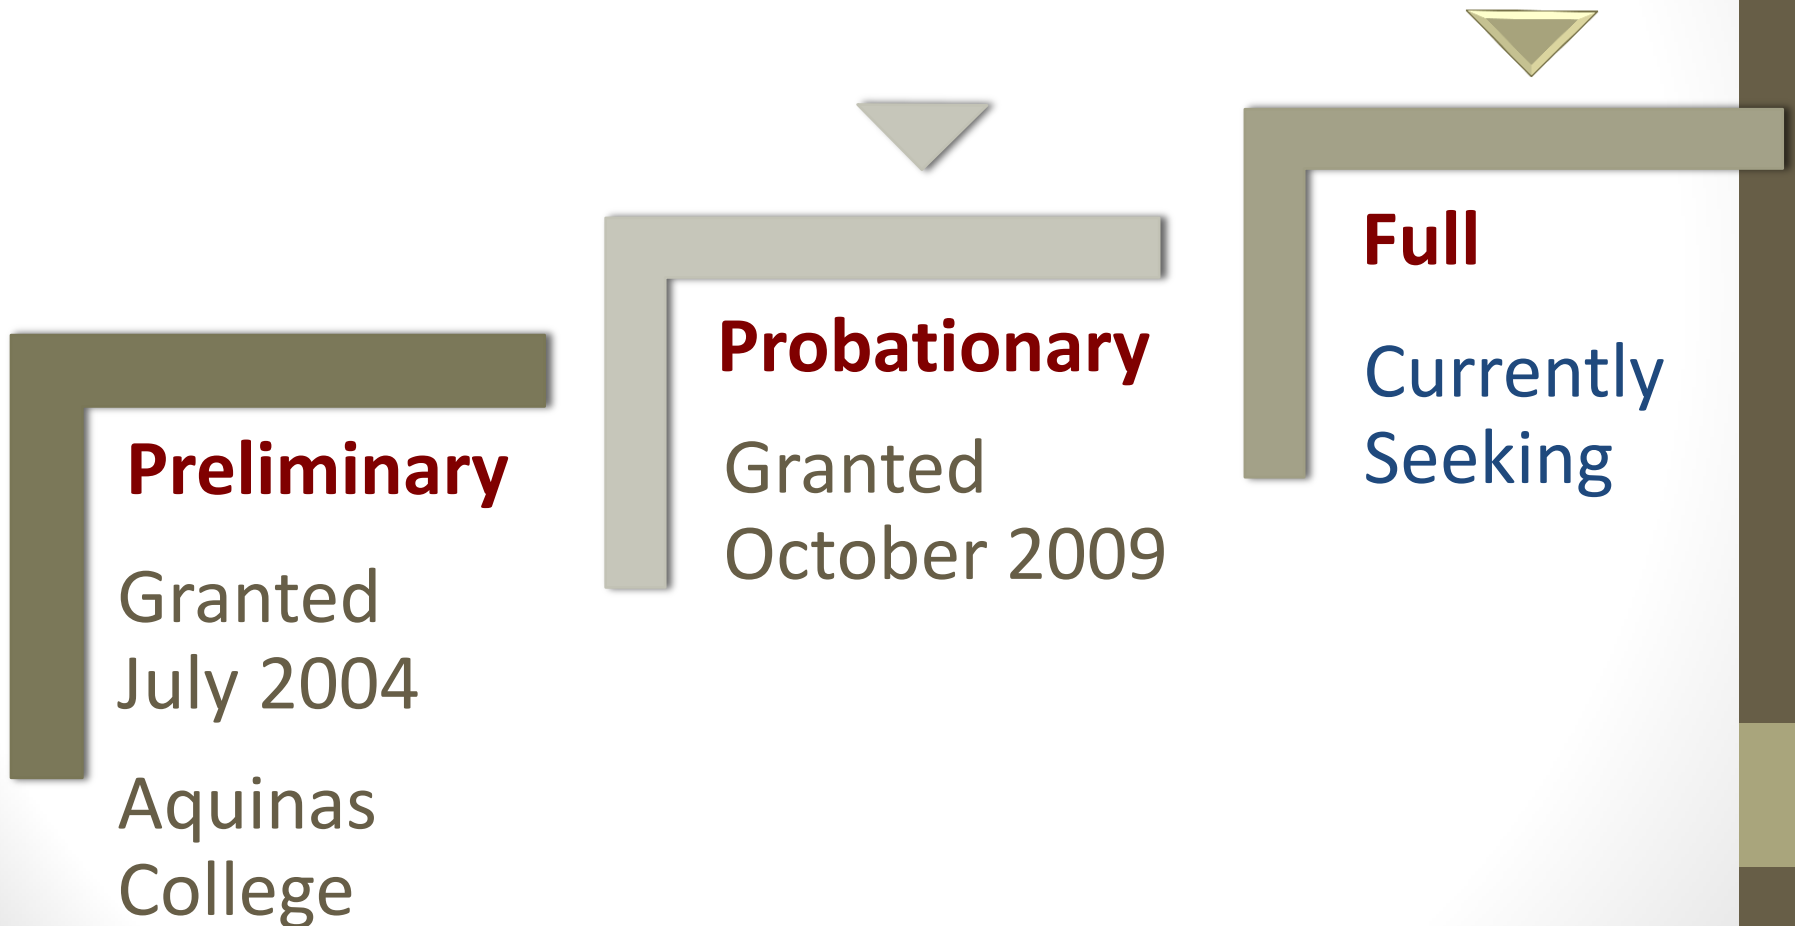 Preliminary
Granted
July 2004
Aquinas
College
Probationary
Granted
October 2009
Full
Currently
Seeking